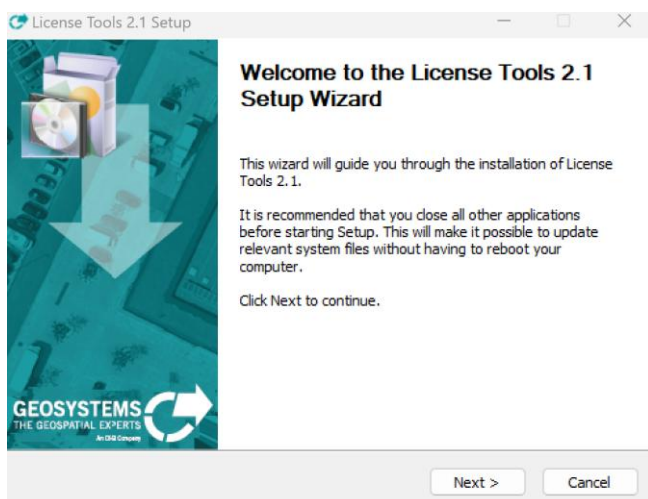 License Tools 2.1 Setup
Welcome to the License Tools 2.1
Setup Wizard
This wizard will guide you through the installation of License
Tools 2.1.
It is recommended that you close all other applications
before starting Setup. This will make it possible to update
relevant system files without having to reboot your
computer.
Click Next to continue.
GEOSYSTEMS
THE GEOSPATIAL EXPERTS
Next >
Cancel